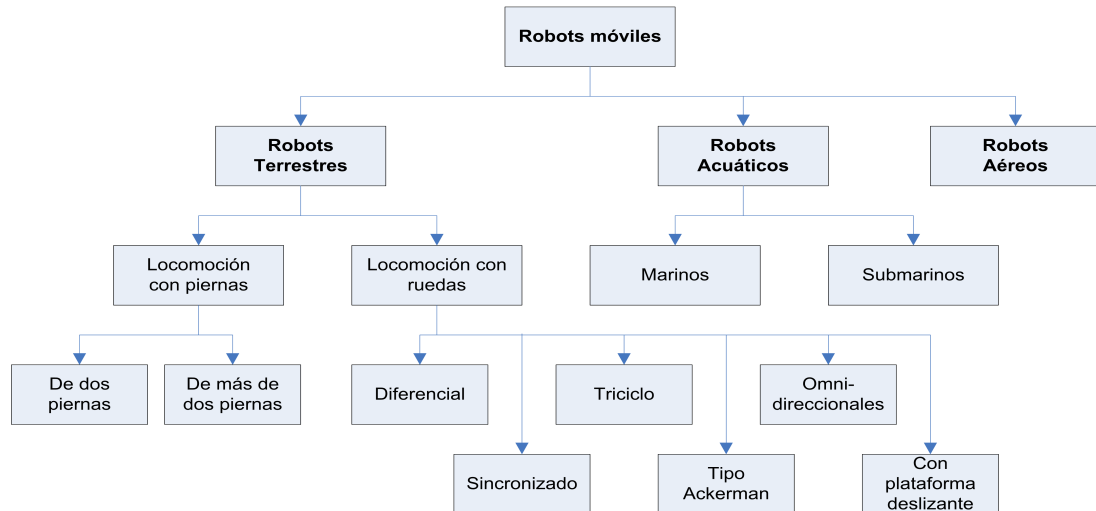 Robots móviles
Robots
Terrestres
Robots
Acuáticos
Robots
Aéreos
Locomoción
con piernas
Locomoción con
ruedas
Marinos
Submarinos
De dos
piernas
De más de
dos piernas
Diferencial
Triciclo
Omni-
direccionales
Sincronizado
Tipo
Ackerman
Con
plataforma
deslizante